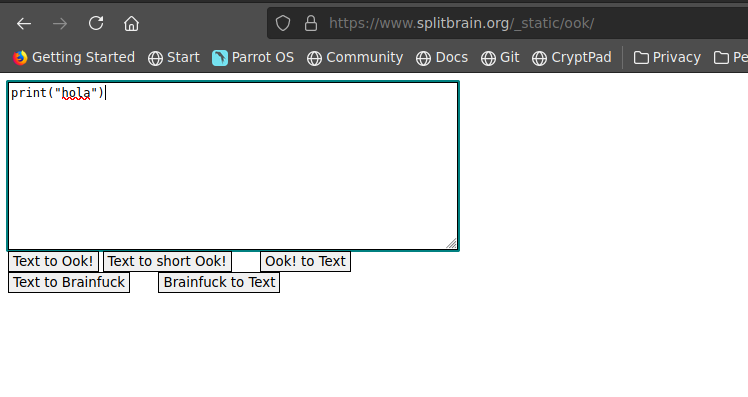 https://www.splitbrain.org/_static/ook/
Getting Started Start Parrot OS Community Docs Git CryptPad Privacy Pe
print("hola")
Text to Ook! Text to short Ook! Ook! to Text
Text to Brainfuck Brainfuck to Text